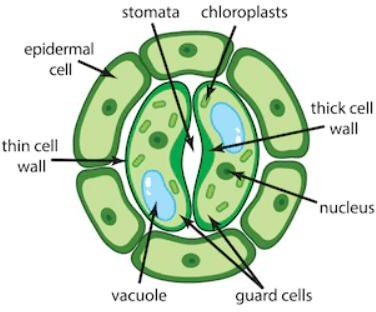 stomata
chloroplasts
epidermal
cell
thick cell
wall
thin cell
wall
nucleus
vacuole
guard cells